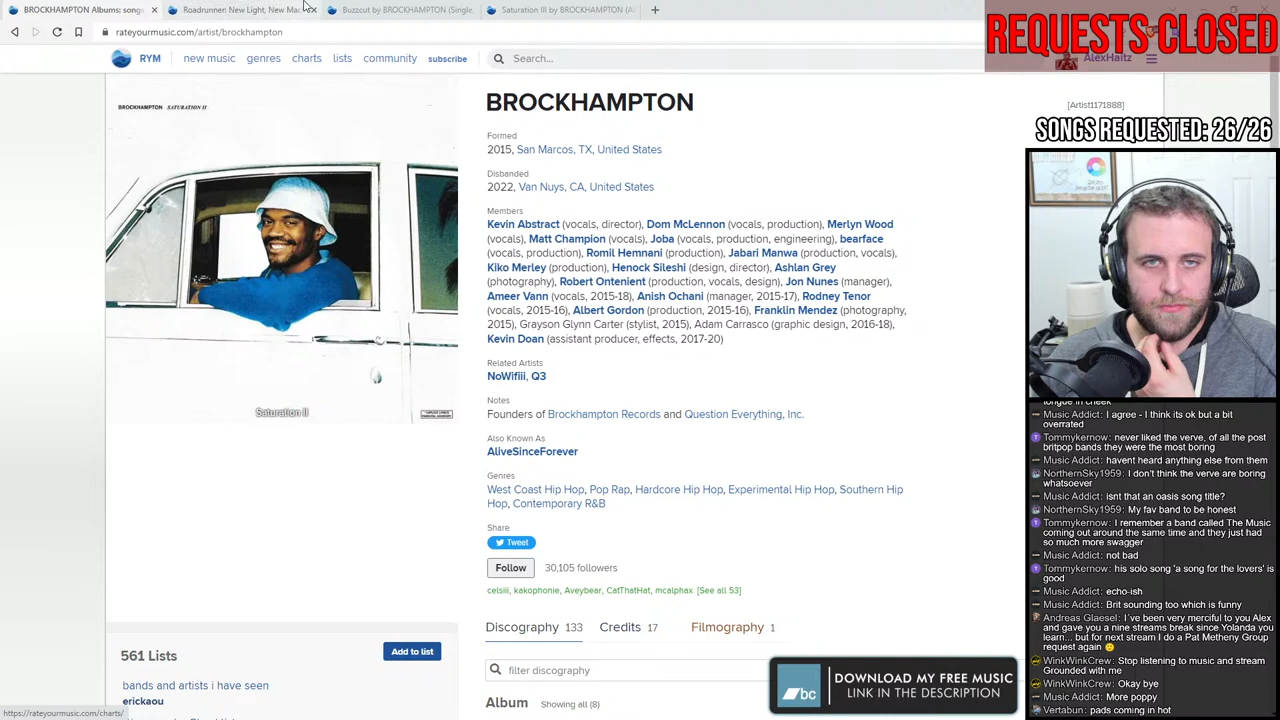 BROCKHAMPTON Albums: songs
Roadrunner: New Light, New Mac
Buzzcut by BROCKHAMPTON (Single,
Saturation III by BROCKHAMPTON (A
rateyourmusic.com/artist/brockhampton
REQUESTS CLOSED
RYM
new music
genres
charts
lists
community
subscribe
Search...
AlexHaitz
BROCKHAMPTON SATURATION II
Saturation II
BROCKHAMPTON
[Artist1171888]
Formed
2015, San Marcos, TX, United States
Disbanded
2022, Van Nuys, CA, United States
Members
Kevin Abstract (vocals, director), Dom McLennon (vocals, production), Merlyn Wood
(vocals), Matt Champion (vocals), Joba (vocals, production, engineering), bearface
(vocals, production), Romil Hemnani (production), Jabari Manwa (production, vocals),
Kiko Merley (production), Henock Sileshi (design, director), Ashlan Grey
(photography), Robert Ontenient (production, vocals, design), Jon Nunes (manager),
Ameer Vann (vocals, 2015-18), Anish Ochani (manager, 2015-17), Rodney Tenor
(vocals, 2015-16), Albert Gordon (production, 2015-16), Franklin Mendez (photography,
2015), Grayson Glynn Carter (stylist, 2015), Adam Carrasco (graphic design, 2016-18),
Kevin Doan (assistant producer, effects, 2017-20)
Related Artists
NoWifiii, Q3
Notes
Founders of Brockhampton Records and Question Everything, Inc.
Also Known As
AliveSinceForever
Genres
West Coast Hip Hop, Pop Rap, Hardcore Hip Hop, Experimental Hip Hop, Southern Hip
Hop, Contemporary R&B
Share
Tweet
Follow
30,105 followers
celsiii, kakophonie, Aveybear, CatThatHat, mcalphax [See all 53]
Discography 133
Credits 17
Filmography 1
filter discography
Album Showing all (8)
561 Lists
Add to list
bands and artists i have seen
erickaou
https://rateyourmusic.com/charts/
SONGS REQUESTED: 26/26
tongue in cheek
Music Addict: I agree - I think its ok but a bit
overrated
Tommykernow: never liked the verve, of all the post
britpop bands they were the most boring
Music Addict: havent heard anything else from them
NorthernSky1959: I don't think the verve are boring
whatsoever
Music Addict: isnt that an oasis song title?
NorthernSky1959: My fav band to be honest
Tommykernow: I remember a band called The Music
coming out around the same time and they just had
so much more swagger
Music Addict: not bad
Tommykernow: his solo song 'a song for the lovers' is
good
Music Addict: echo-ish
Music Addict: Brit sounding too which is funny
Andreas Glaesel: I´ve been very merciful to you Alex
and gave you a nine streams break since Yolanda you
learn... but for next stream I do a Pat Metheny Group
request again
WinkWinkCrew: Stop listening to music and stream
Grounded with me
WinkWinkCrew: Okay bye
Music Addict: More poppy
Vertabun: pads coming in hot
bc
DOWNLOAD MY FREE MUSIC
LINK IN THE DESCRIPTION